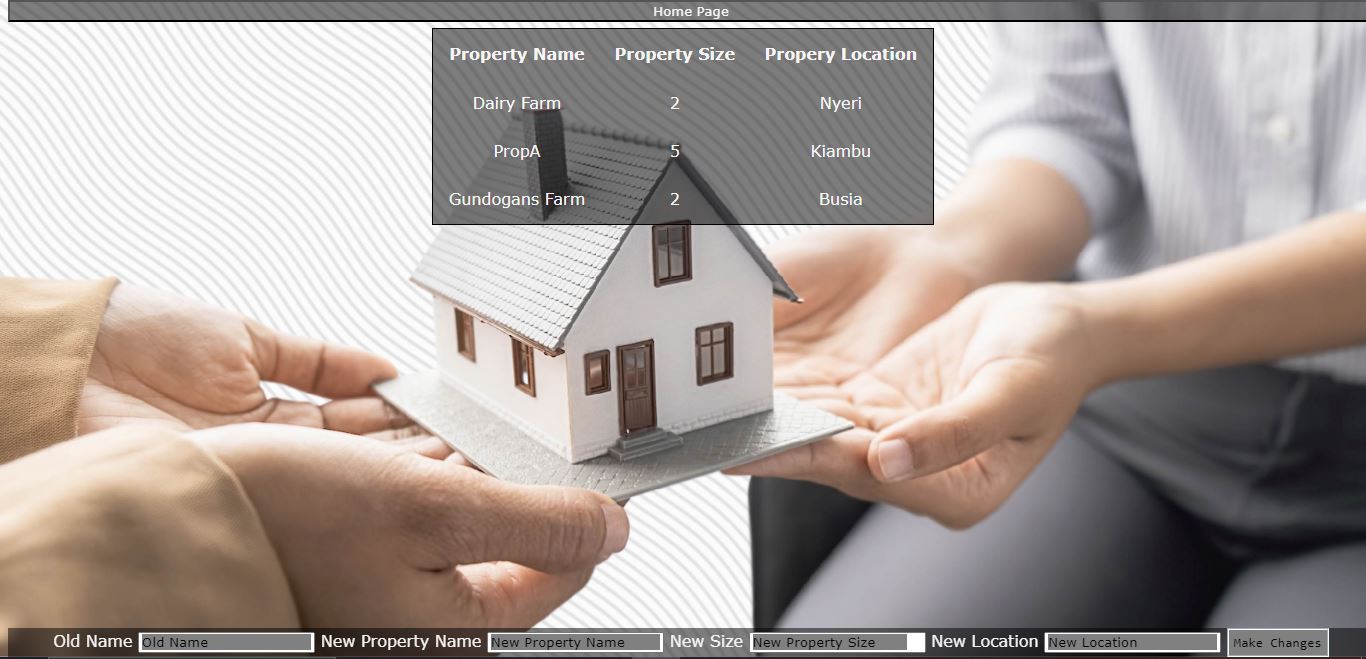 Home Page
Property Name Property Size Propery Location
Dairy Farm 2 Nyeri
PropA 5 Kiambu
Gundogans Farm 2 Busia
Old Name Old Name New Property Name New Property Name New Size New Property Size New Location New Location Make Changes